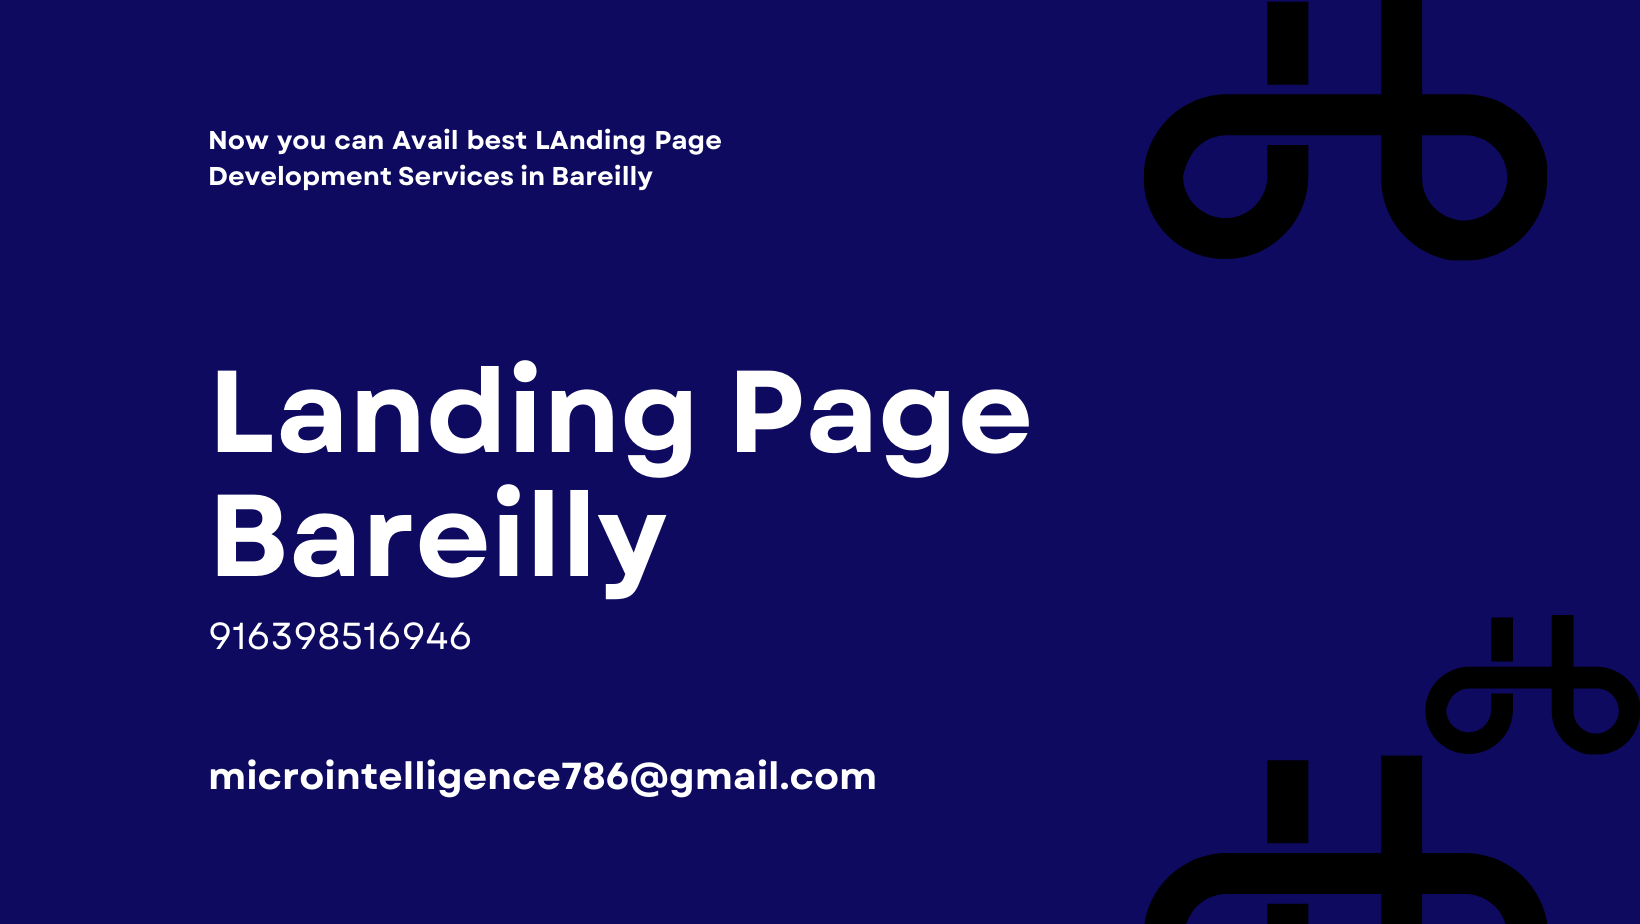 Now you can Avail best LAnding Page
Development Services in Bareilly
Landing Page
Bareilly
916398516946
microintelligence786@gmail.com